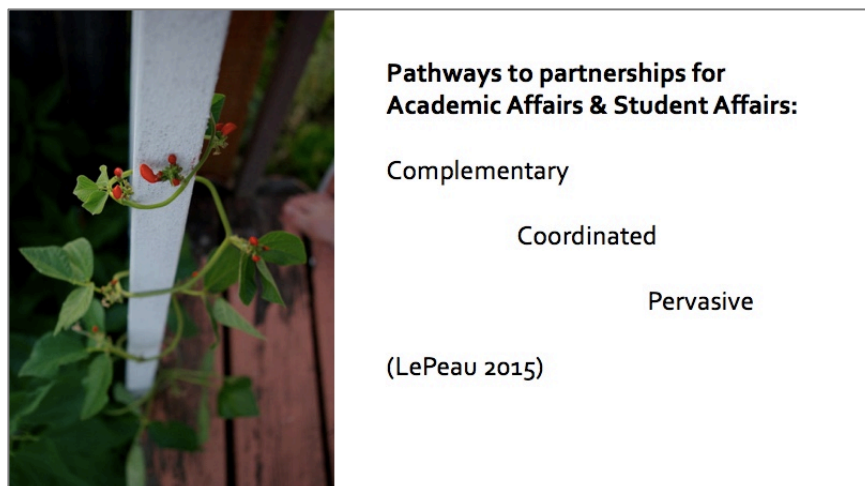 Pathways to partnerships for
Academic Affairs & Student Affairs:
Complementary
Coordinated
Pervasive
(LePeau 2015)